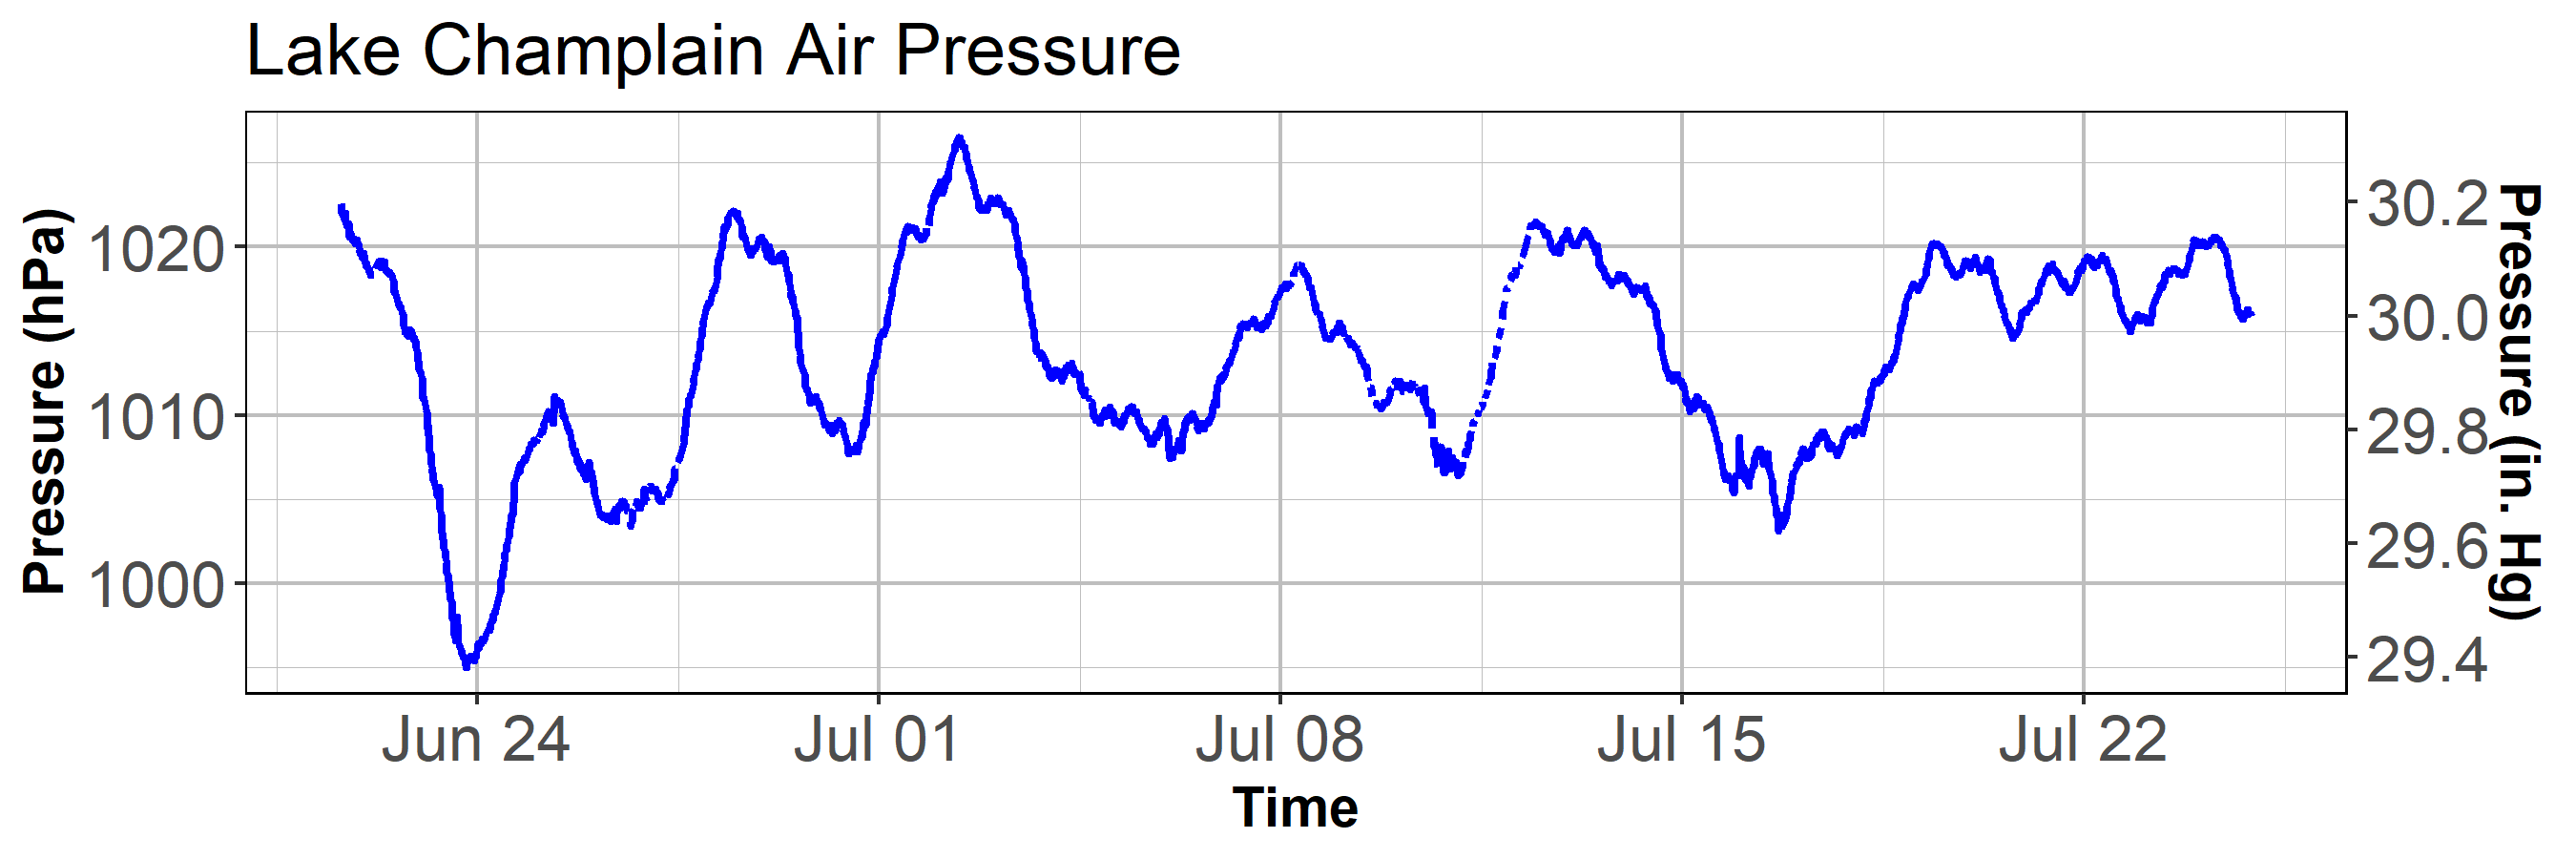 Lake Champlain Air Pressure
Pressure (hPa)
1020
1010
1000
30.2
30.0
29.8
29.6
29.4
Pressure (in. Hg)
Jun 24
Jul 01
Jul 08
Jul 15
Jul 22
Time